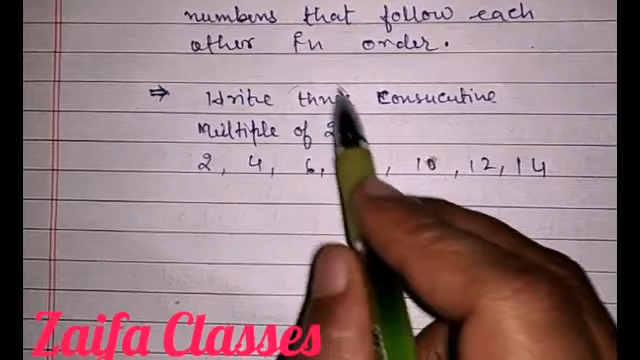 numbers that follow each
other in order.
⇒ Write three consecutive
Multiple of 2
2, 4, 6, , 10, 12, 14
Zaifa Classes